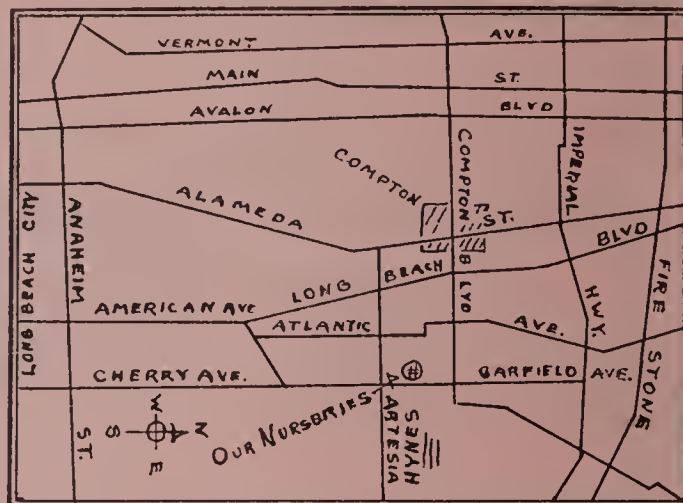 VERMONT AVE.
MAIN ST.
AVALON BLVD
COMPTON
COMPTON BLVD
IMPERIAL HWY.
ALAMEDA ST.
LONG BEACH BLVD
FIRE STONE
LONG BEACH CITY
ANAHEIM ST.
AMERICAN AVE
ATLANTIC AVE.
CHERRY AVE.
GARFIELD AVE.
OUR NURSERIES
#
ARTESIA
W
S N
E